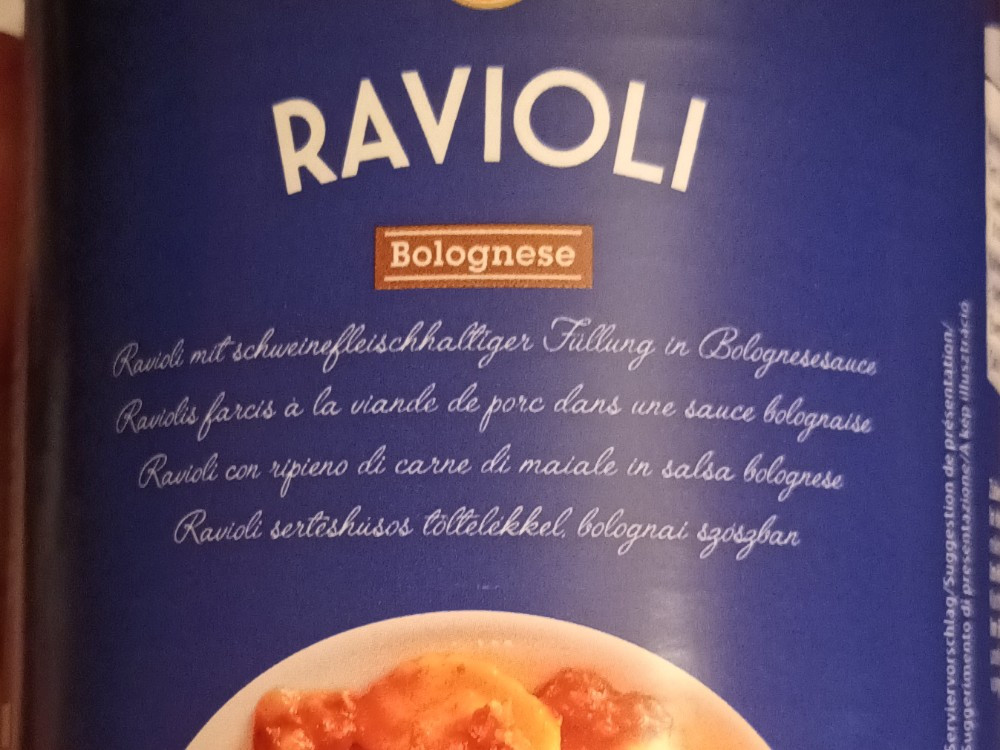 RAVIOLI
Bolognese
Ravioli mit schweinefleischhaltiger Füllung in Bolognesesauce
Raviolis farcis à la viande de porc dans une sauce bolognaise
Ravioli con ripieno di carne di maiale in salsa bolognese
Ravioli sertéshúsos töltelékkel, bolognai szószban
Serviervorschlag/Suggestion de présentation/
Suggerimento di presentazione/A kép illusztráció